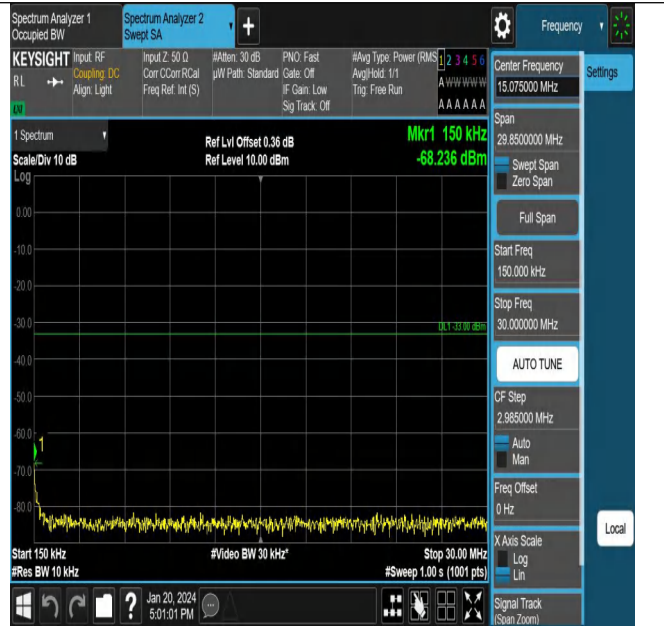 Spectrum Analyzer 1
Occupied BW
Spectrum Analyzer 2
Swept SA
Frequency
KEYSIGHT
RL
Input: RF
Coupling: DC
Align: Light
Input Z: 50 Ω
Corr CCorr RCal
Freq Ref: Int (S)
#Atten: 30 dB
µW Path: Standard
PNO: Fast
Gate: Off
IF Gain: Low
Sig Track: Off
#Avg Type: Power (RMS
Avg|Hold: 1/1
Trig: Free Run
1 2 3 4 5 6
A W W W W W
A A A A A A
1 Spectrum
Scale/Div 10 dB
Ref Lvl Offset 0.36 dB
Ref Level 10.00 dBm
Mkr1 150 kHz
-68.236 dBm
Log
0.00
-10.0
-20.0
-30.0
DL1 -33.00 dBm
-40.0
-50.0
-60.0
1
-70.0
-80.0
Start 150 kHz
#Res BW 10 kHz
#Video BW 30 kHz*
Stop 30.00 MHz
#Sweep 1.00 s (1001 pts)
?
Jan 20, 2024
5:01:01 PM
Center Frequency
15.075000 MHz
Settings
Span
29.8500000 MHz
Swept Span
Zero Span
Full Span
Start Freq
150.000 kHz
Stop Freq
30.000000 MHz
AUTO TUNE
CF Step
2.985000 MHz
Auto
Man
Freq Offset
0 Hz
X Axis Scale
Log
Lin
Signal Track
(Span Zoom)
Local